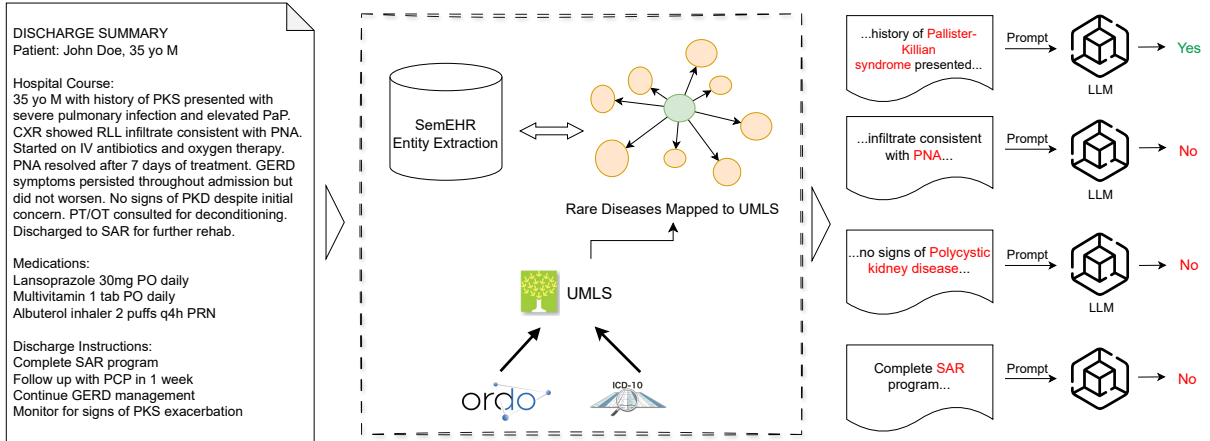 DISCHARGE SUMMARY
Patient: John Doe, 35 yo M
Hospital Course:
35 yo M with history of PKS presented with
severe pulmonary infection and elevated PaP.
CXR showed RLL infiltrate consistent with PNA.
Started on IV antibiotics and oxygen therapy.
PNA resolved after 7 days of treatment. GERD
symptoms persisted throughout admission but
did not worsen. No signs of PKD despite initial
concern. PT/OT consulted for deconditioning.
Discharged to SAR for further rehab.
Medications:
Lansoprazole 30mg PO daily
Multivitamin 1 tab PO daily
Albuterol inhaler 2 puffs q4h PRN
Discharge Instructions:
Complete SAR program
Follow up with PCP in 1 week
Continue GERD management
Monitor for signs of PKS exacerbation
SemEHR
Entity Extraction
Rare Diseases Mapped to UMLS
UMLS
ordo
ICD-10
...history of Pallister-
Killian
syndrome presented...
Prompt
LLM
Yes
...infiltrate consistent
with PNA...
Prompt
LLM
No
...no signs of Polycystic
kidney disease...
Prompt
LLM
No
Complete SAR
program...
Prompt
LLM
No